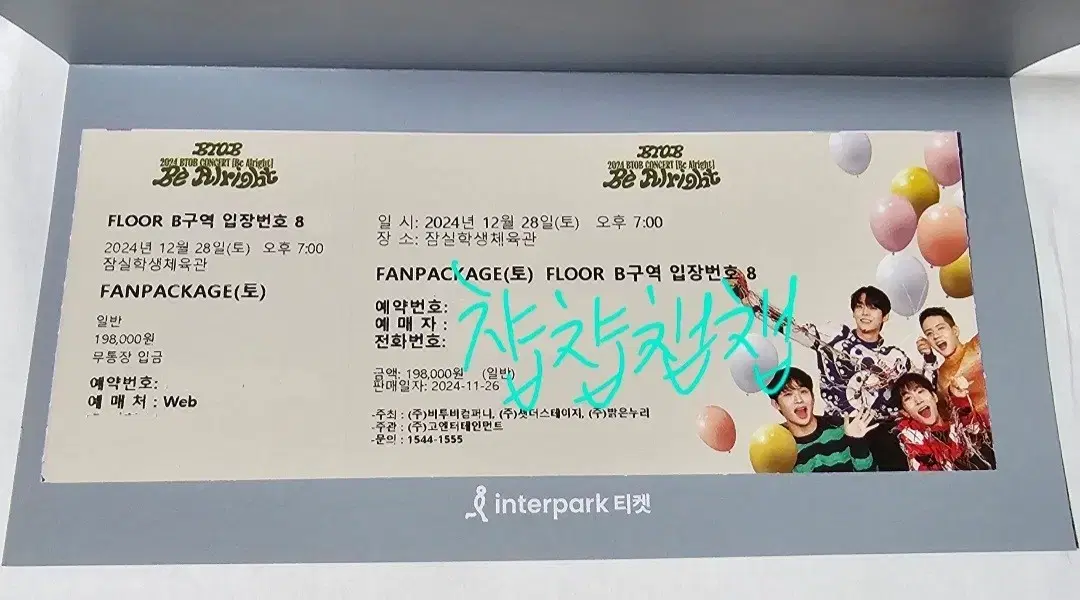 BTOB
2024 BTOB CONCERT [Be Alright]
Be Alright
FLOOR B구역 입장번호 8
2024년 12월 28일(토) 오후 7:00
잠실학생체육관
FANPACKAGE(토)
일반
198,000원
무통장 입금
예약번호:
예 매 처 : Web
BTOB
2024 BTOB CONCERT [Be Alright]
Be Alright
일 시: 2024년 12월 28일(토) 오후 7:00
장 소: 잠실학생체육관
FANPACKAGE(토) FLOOR B구역 입장번호 8
예약번호:
예 매 자 :
전화번호:
챱챱챱챱
금액: 198,000원 (일반)
판매일자: 2024-11-26
-주최 : (주)비투비컴퍼니, (주)셋더스테이지, (주)밝은누리
-주관 : (주)고엔터테인먼트
-문의 : 1544-1555
interpark 티켓